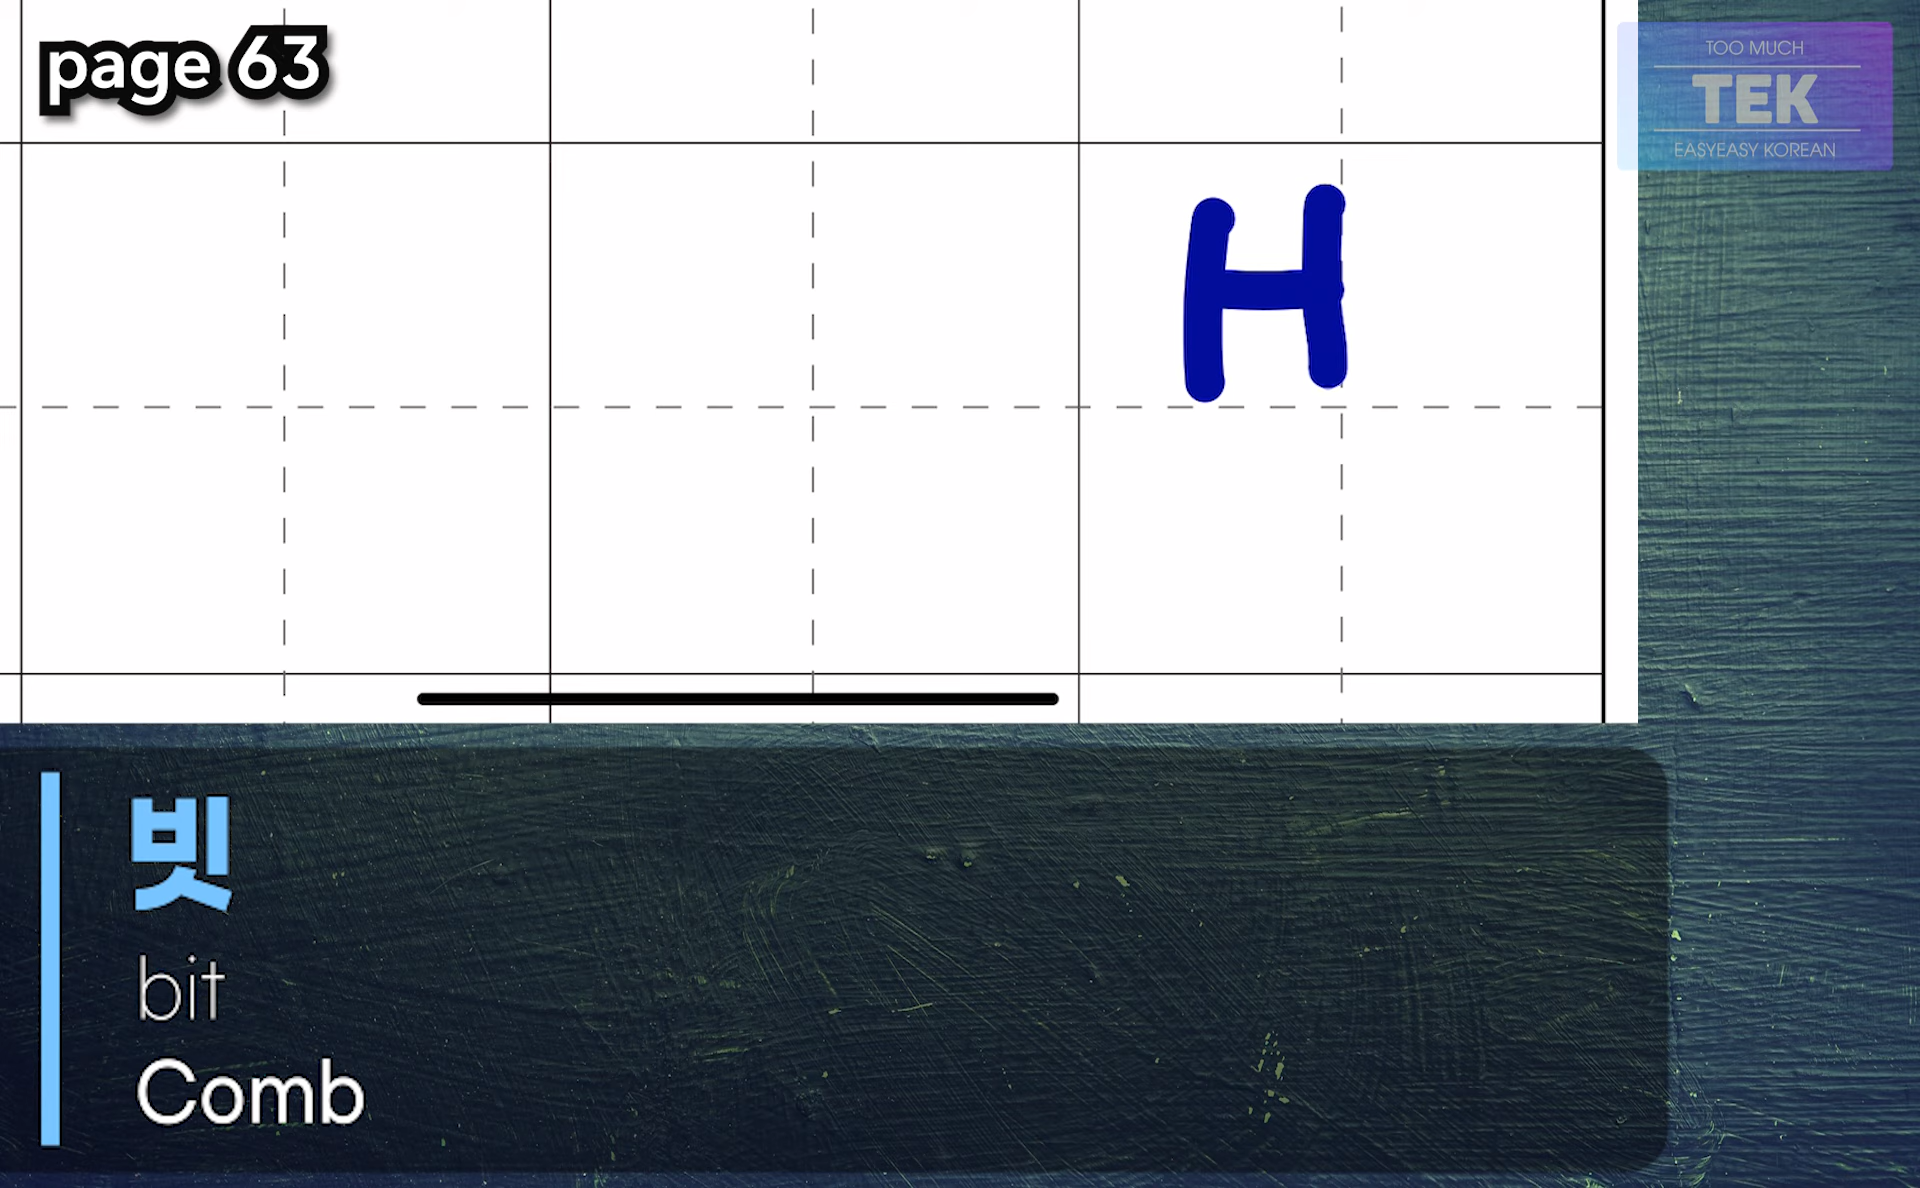 page 63
TOO MUCH
TEK
EASYEASY KOREAN
H
빗
bit
Comb